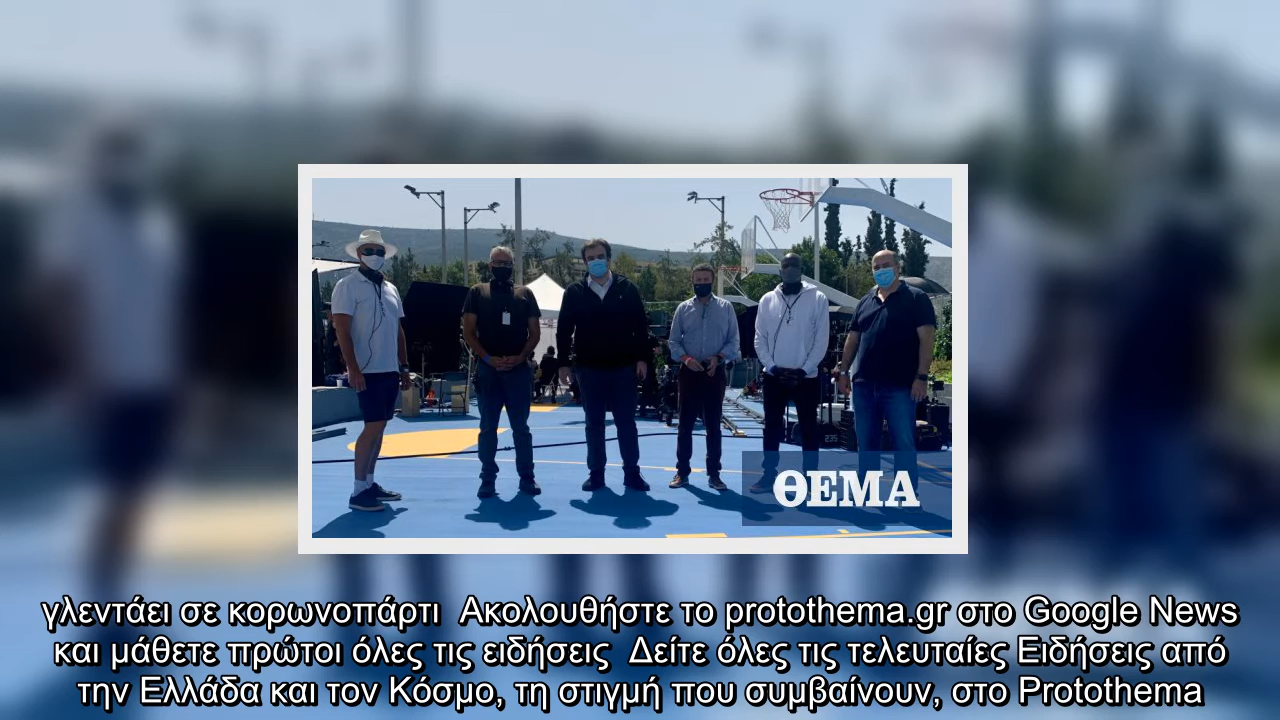 ΘΕΜΑ
γλεντάει σε κορωνοπάρτι  Ακολουθήστε το protothema.gr στο Google News
και μάθετε πρώτοι όλες τις ειδήσεις  Δείτε όλες τις τελευταίες Ειδήσεις από
την Ελλάδα και τον Κόσμο, τη στιγμή που συμβαίνουν, στο Protothema